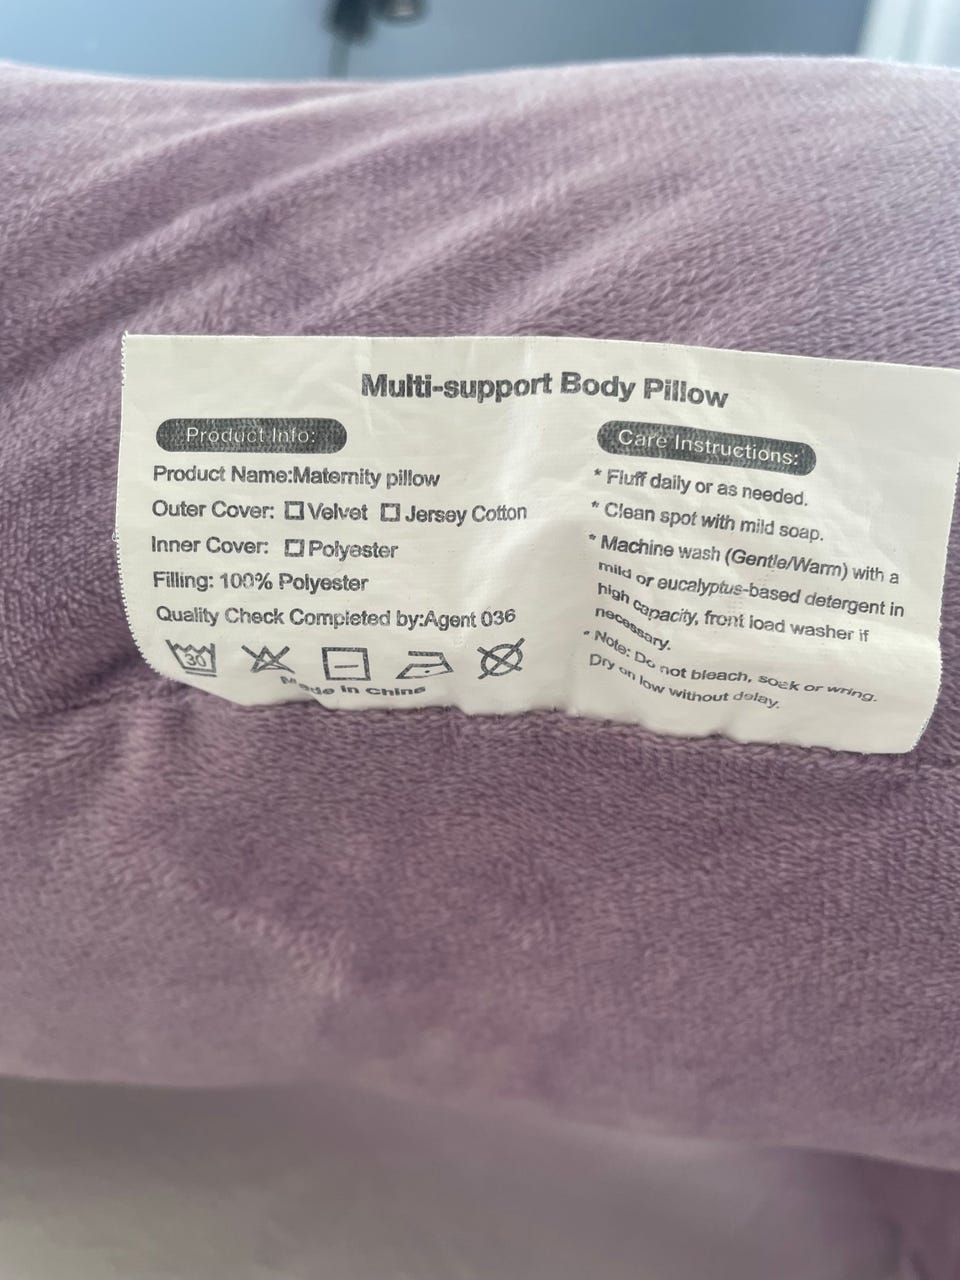 Multi-support Body Pillow
Product Info:
Product Name:Maternity pillow
Outer Cover: ☐Velvet ☐Jersey Cotton
Inner Cover: ☐Polyester
Filling: 100% Polyester
Quality Check Completed by:Agent 036
30
Made in China
Care Instructions:
* Fluff daily or as needed.
* Clean spot with mild soap.
* Machine wash (Gentle/Warm) with a
mild or eucalyptus-based detergent in
high capacity, front load washer if
necessary.
* Note: Do not bleach, soak or wring.
Dry on low without delay.